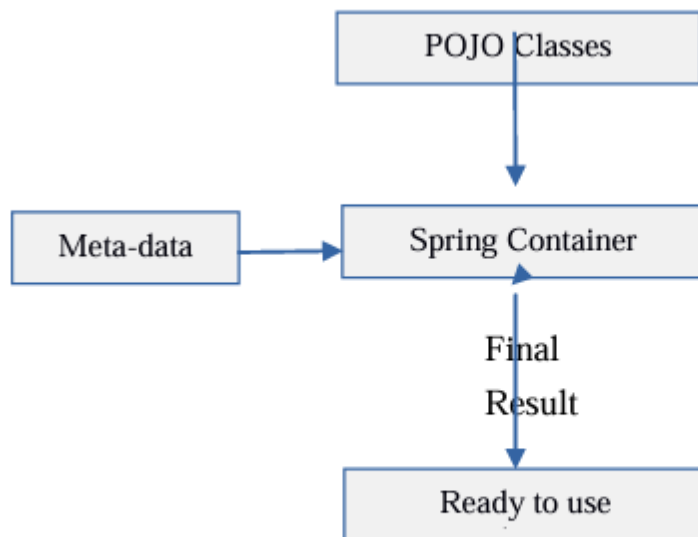 POJO Classes
Meta-data
Spring Container
Final
Result
Ready to use